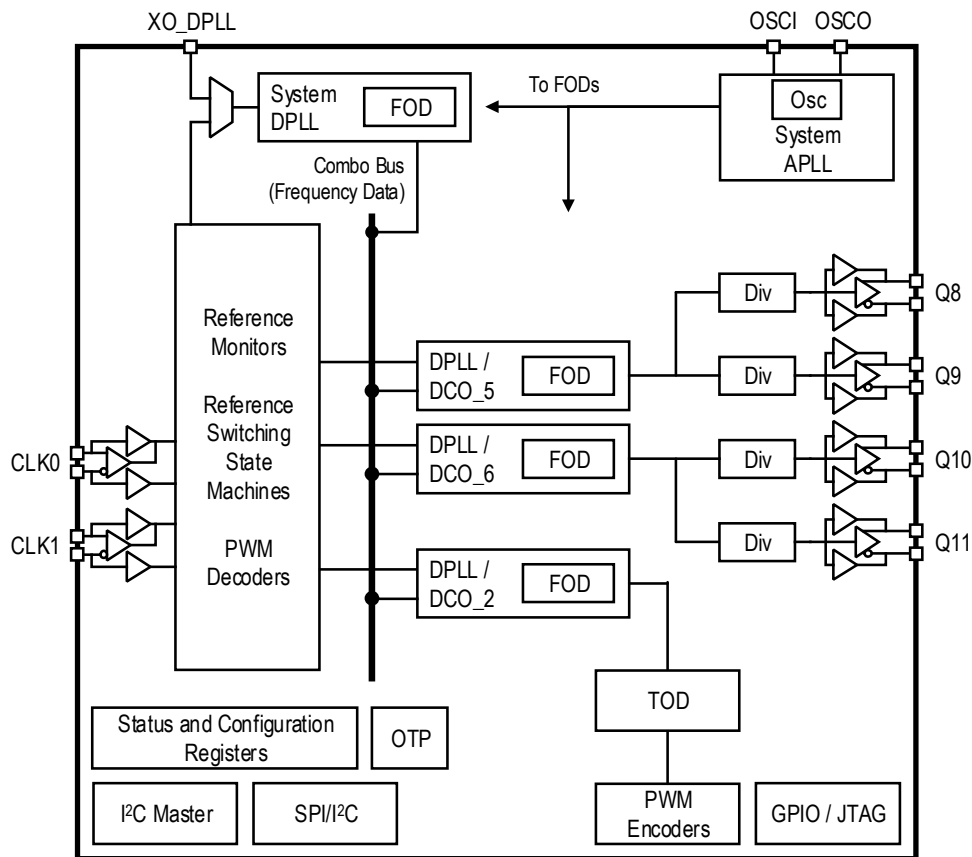 XO_DPLL
OSCI
OSCO
System
DPLL
FOD
To FODs
Osc
System
APLL
Combo Bus
(Frequency Data)
Reference
Monitors
Reference
Switching
State
Machines
PWM
Decoders
CLK0
CLK1
DPLL /
DCO_5
FOD
DPLL /
DCO_6
FOD
DPLL /
DCO_2
FOD
Div
Q8
Div
Q9
Div
Q10
Div
Q11
TOD
Status and Configuration
Registers
OTP
I²C Master
SPI/I²C
PWM
Encoders
GPIO / JTAG